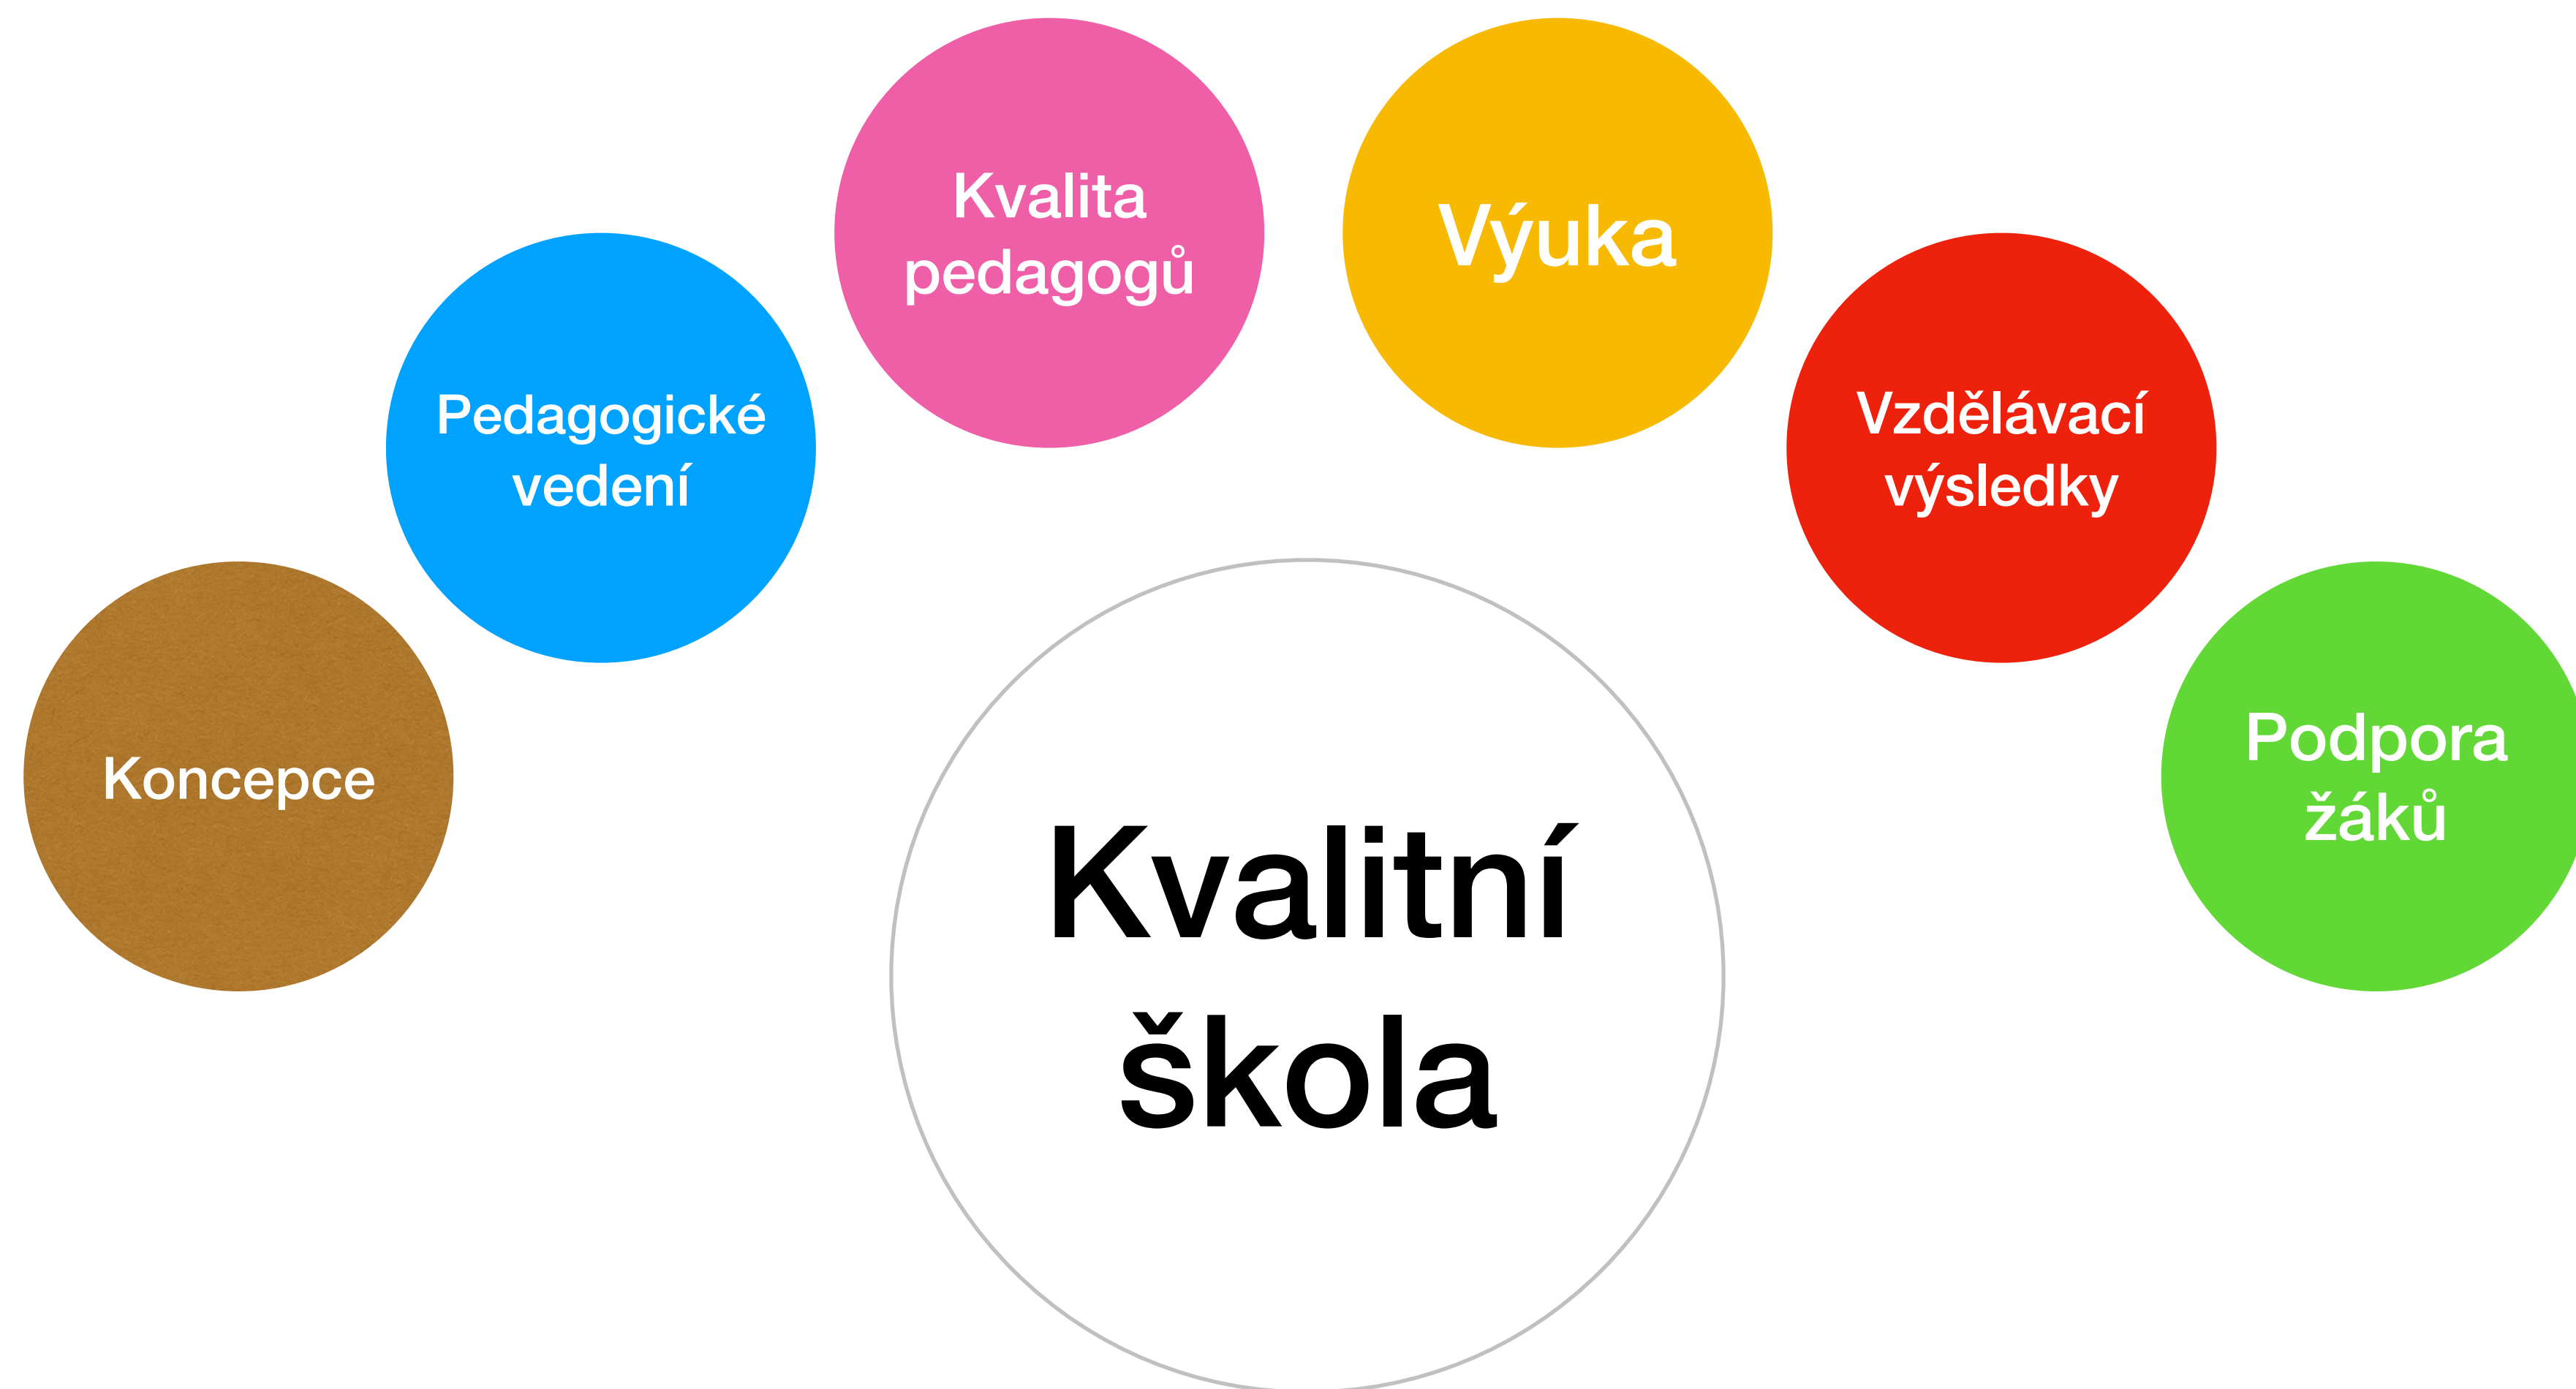 Koncepce
Pedagogické
vedení
Kvalita
pedagogů
Výuka
Vzdělávací
výsledky
Podpora
žáků
Kvalitní
škola